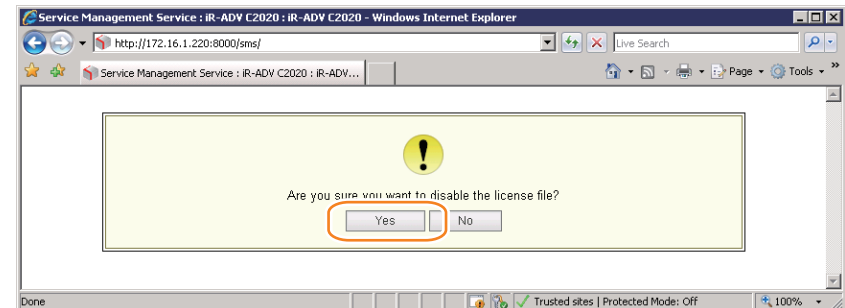 Service Management Service : iR-ADV C2020 : iR-ADV C2020 - Windows Internet Explorer
http://172.16.1.220:8000/sms/
Live Search
Service Management Service : iR-ADV C2020 : iR-ADV...
Page
Tools
Are you sure you want to disable the license file?
Yes No
Done
Trusted sites | Protected Mode: Off
100%